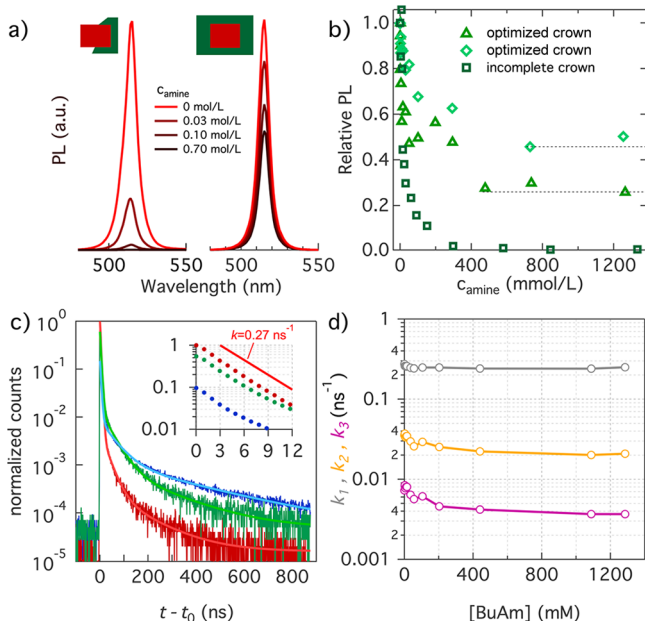 a)
c_amine
0 mol/L
0.03 mol/L
0.10 mol/L
0.70 mol/L
PL (a.u.)
500
550
500
550
Wavelength (nm)
b)
optimized crown
optimized crown
incomplete crown
Relative PL
1.0
0.8
0.6
0.4
0.2
0.0
0
400
800
1200
c_amine (mmol/L)
c)
normalized counts
10^0
10^-1
10^-2
10^-3
10^-4
10^-5
k=0.27 ns^-1
1
0.1
0.01
0
3
6
9
12
0
200
400
600
800
t - t_0 (ns)
d)
k_1 , k_2 , k_3 (ns^-1)
1
4
2
0.1
4
2
0.01
4
2
0.001
0
400
800
1200
[BuAm] (mM)